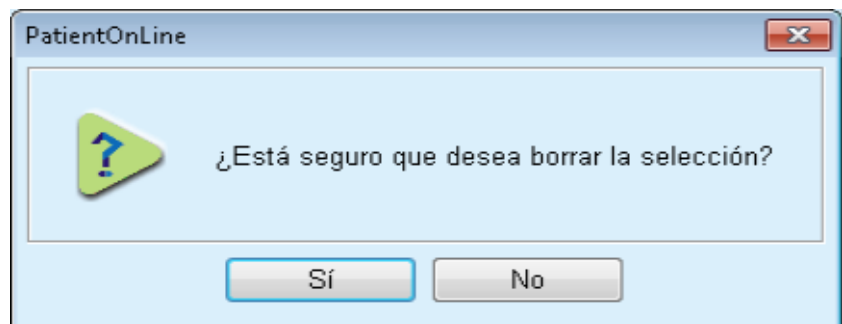 PatientOnLine
?
¿Está seguro que desea borrar la selección?
Sí
No